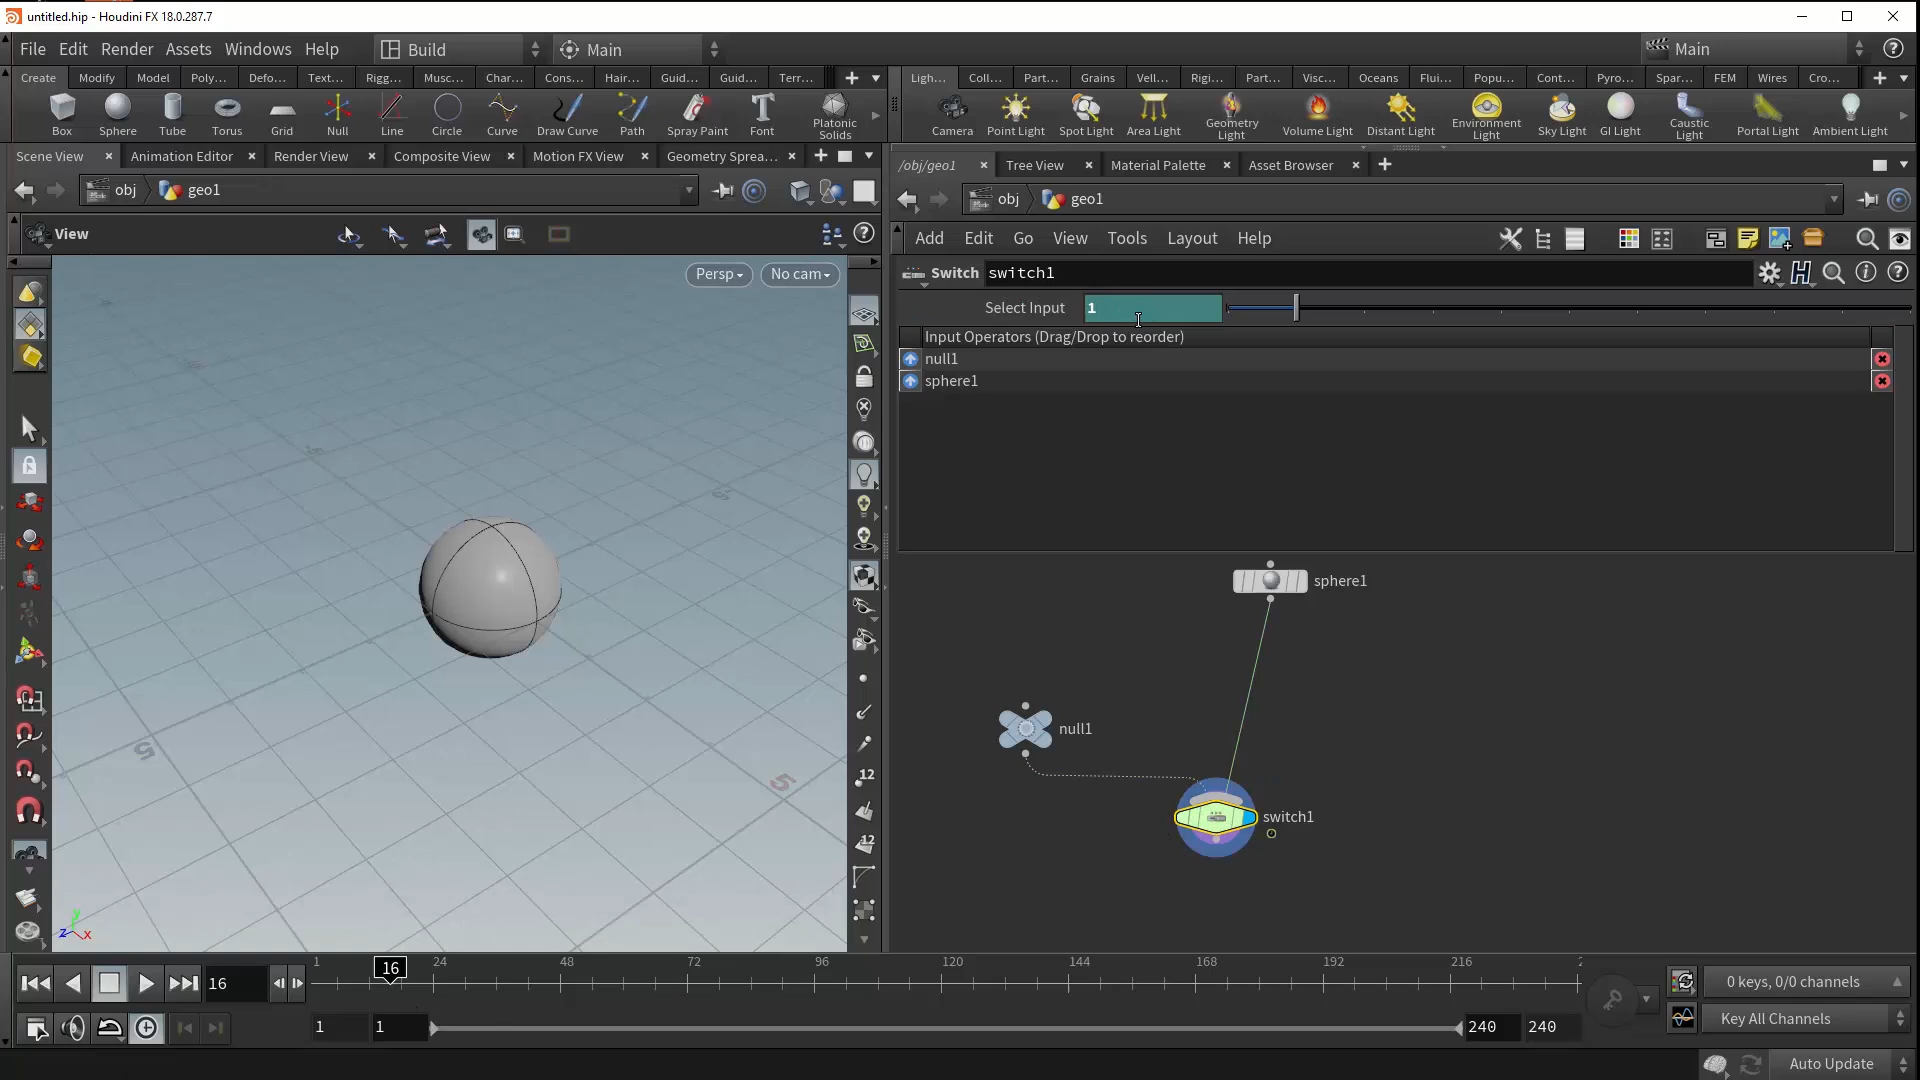 untitled.hip - Houdini FX 18.0.287.7
File Edit Render Assets Windows Help Build Main Main
Create Modify Model Poly... Defo... Text... Rigg... Musc... Char... Cons... Hair... Guid... Guid... Terr...
Ligh... Coll... Part... Grains Vell... Rigi... Part... Visc... Oceans Flui... Popu... Cont... Pyro... Spar... FEM Wires Cro...
Box Sphere Tube Torus Grid Null Line Circle Curve Draw Curve Path Spray Paint Font Platonic Solids
Camera Point Light Spot Light Area Light Geometry Light Volume Light Distant Light Environment Light Sky Light GI Light Caustic Light Portal Light Ambient Light
Scene View Animation Editor Render View Composite View Motion FX View Geometry Sprea...
/obj/geo1 Tree View Material Palette Asset Browser
obj geo1
obj geo1
View
Add Edit Go View Tools Layout Help
Persp No cam
Switch switch1
Select Input 1
Input Operators (Drag/Drop to reorder)
null1
sphere1
sphere1
null1
switch1
5
5
12
12
z y x
16
1 16 24 48 72 96 120 144 168 192 216 2
0 keys, 0/0 channels
1 1 240 240
Key All Channels
Auto Update